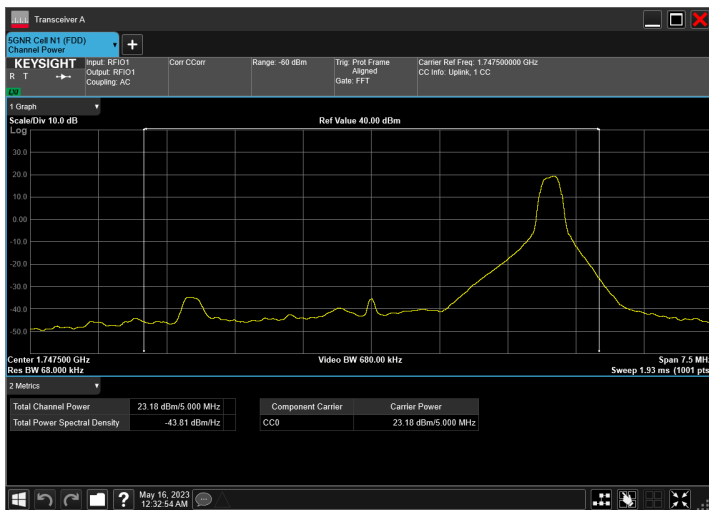 Transceiver A
5GNR Cell N1 (FDD)
Channel Power
KEYSIGHT
R T
LXI
Input: RFIO1
Output: RFIO1
Coupling: AC
Corr CCorr
Range: -60 dBm
Trig: Prot Frame
Aligned
Gate: FFT
Carrier Ref Freq: 1.747500000 GHz
CC Info: Uplink, 1 CC
1 Graph
Scale/Div 10.0 dB
Ref Value 40.00 dBm
Log
30.0
20.0
10.0
0.00
-10.0
-20.0
-30.0
-40.0
-50.0
Center 1.747500 GHz
Video BW 680.00 kHz
Span 7.5 MH
Res BW 68.000 kHz
Sweep 1.93 ms (1001 pts
2 Metrics
Total Channel Power 23.18 dBm/5.000 MHz
Total Power Spectral Density -43.81 dBm/Hz
Component Carrier Carrier Power
CC0 23.18 dBm/5.000 MHz
?
May 16, 2023
12:32:54 AM